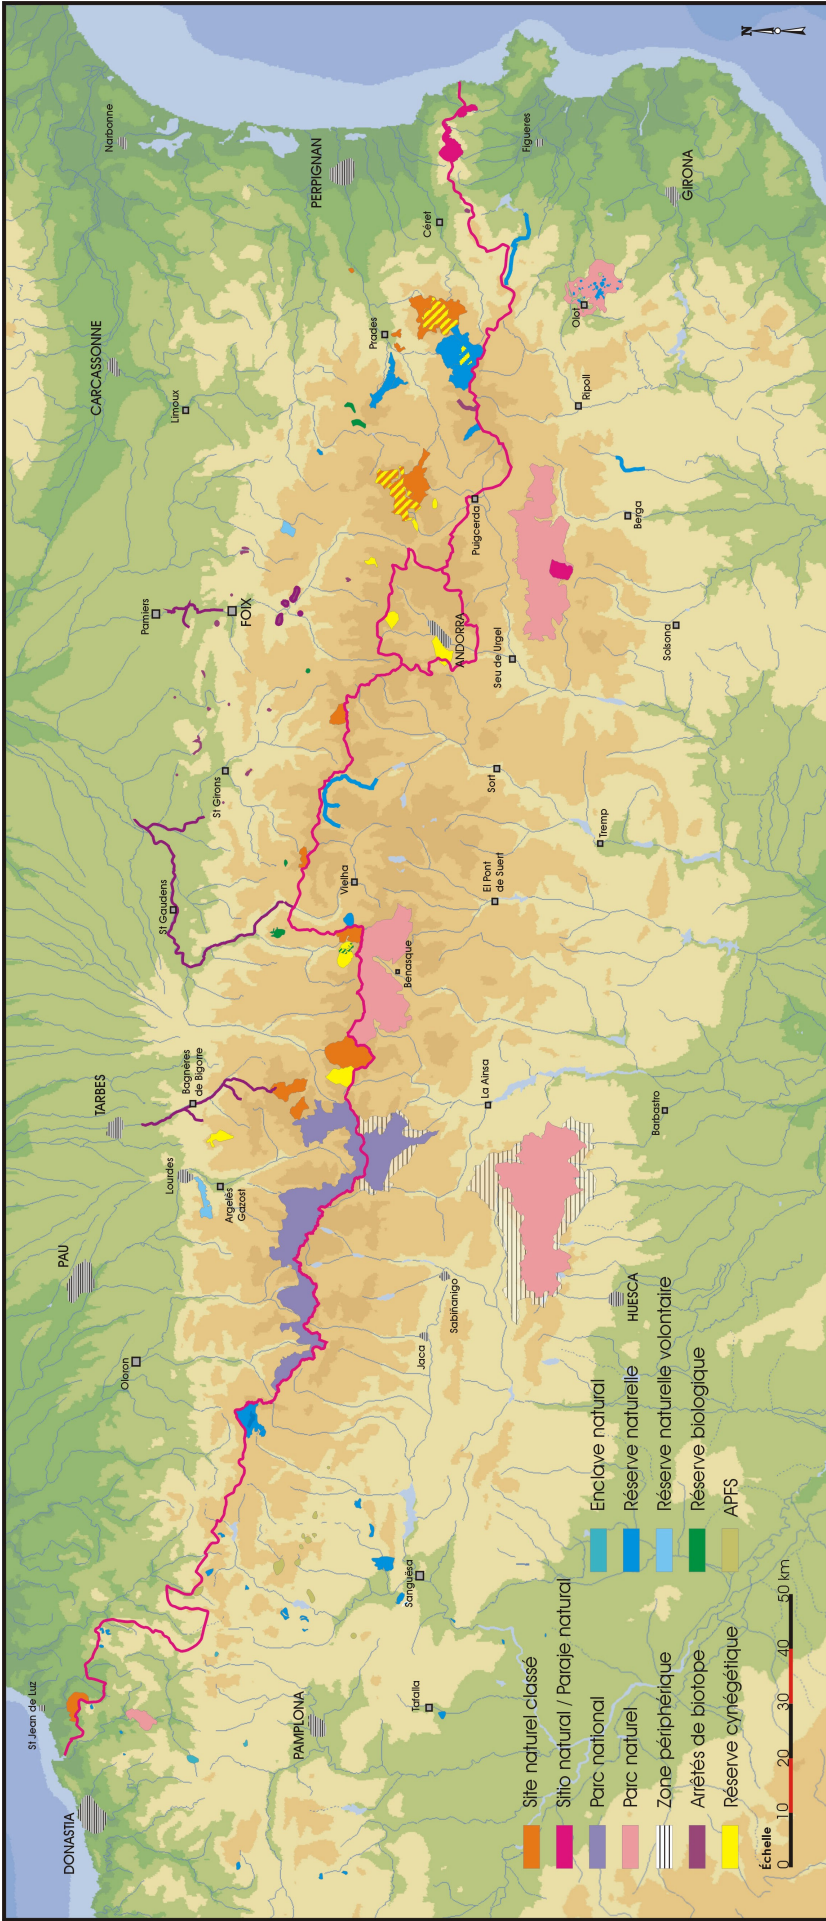 N
DONASTIA
St Jean de Luz
PAMPLONA
Tafalla
Sangüesa
Oloron
PAU
Jaca
Sabiñanigo
HUESCA
Lourdes
Argelès
Gazost
TARBES
Bagnères
de Bigorre
La Ainsa
Barbastro
St Gaudens
Benasque
Vielha
El Pont
de Suert
St Girons
Sort
Tremp
Pamiers
FOIX
ANDORRA
Seu de Urgel
Solsona
Puigcerda
Berga
Limoux
CARCASSONNE
Prades
Ripoll
Olot
Céret
PERPIGNAN
Narbonne
Figueres
GIRONA
Site naturel classé
Sitio natural / Paraje natural
Parc national
Parc naturel
Zone périphérique
Arrêtés de biotope
Réserve cynégétique
Enclave natural
Réserve naturelle
Réserve naturelle volontaire
Réserve biologique
APFS
Échelle
0 10 20 30 40 50 km